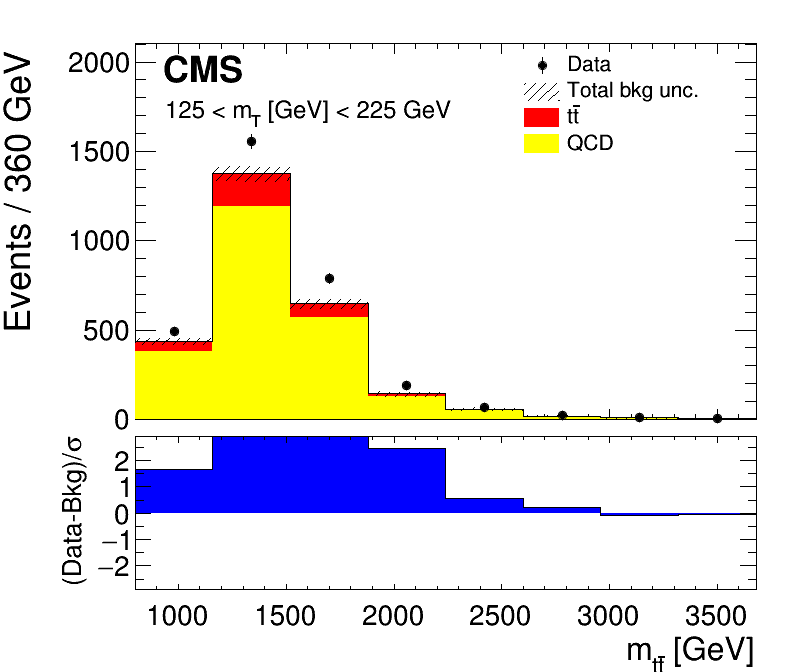 CMS
125 < m_T [GeV] < 225 GeV
Data
Total bkg unc.
tt̄
QCD
Events / 360 GeV
2000
1500
1000
500
0
(Data-Bkg)/σ
2
1
0
−1
−2
1000 1500 2000 2500 3000 3500
m_tt̄ [GeV]